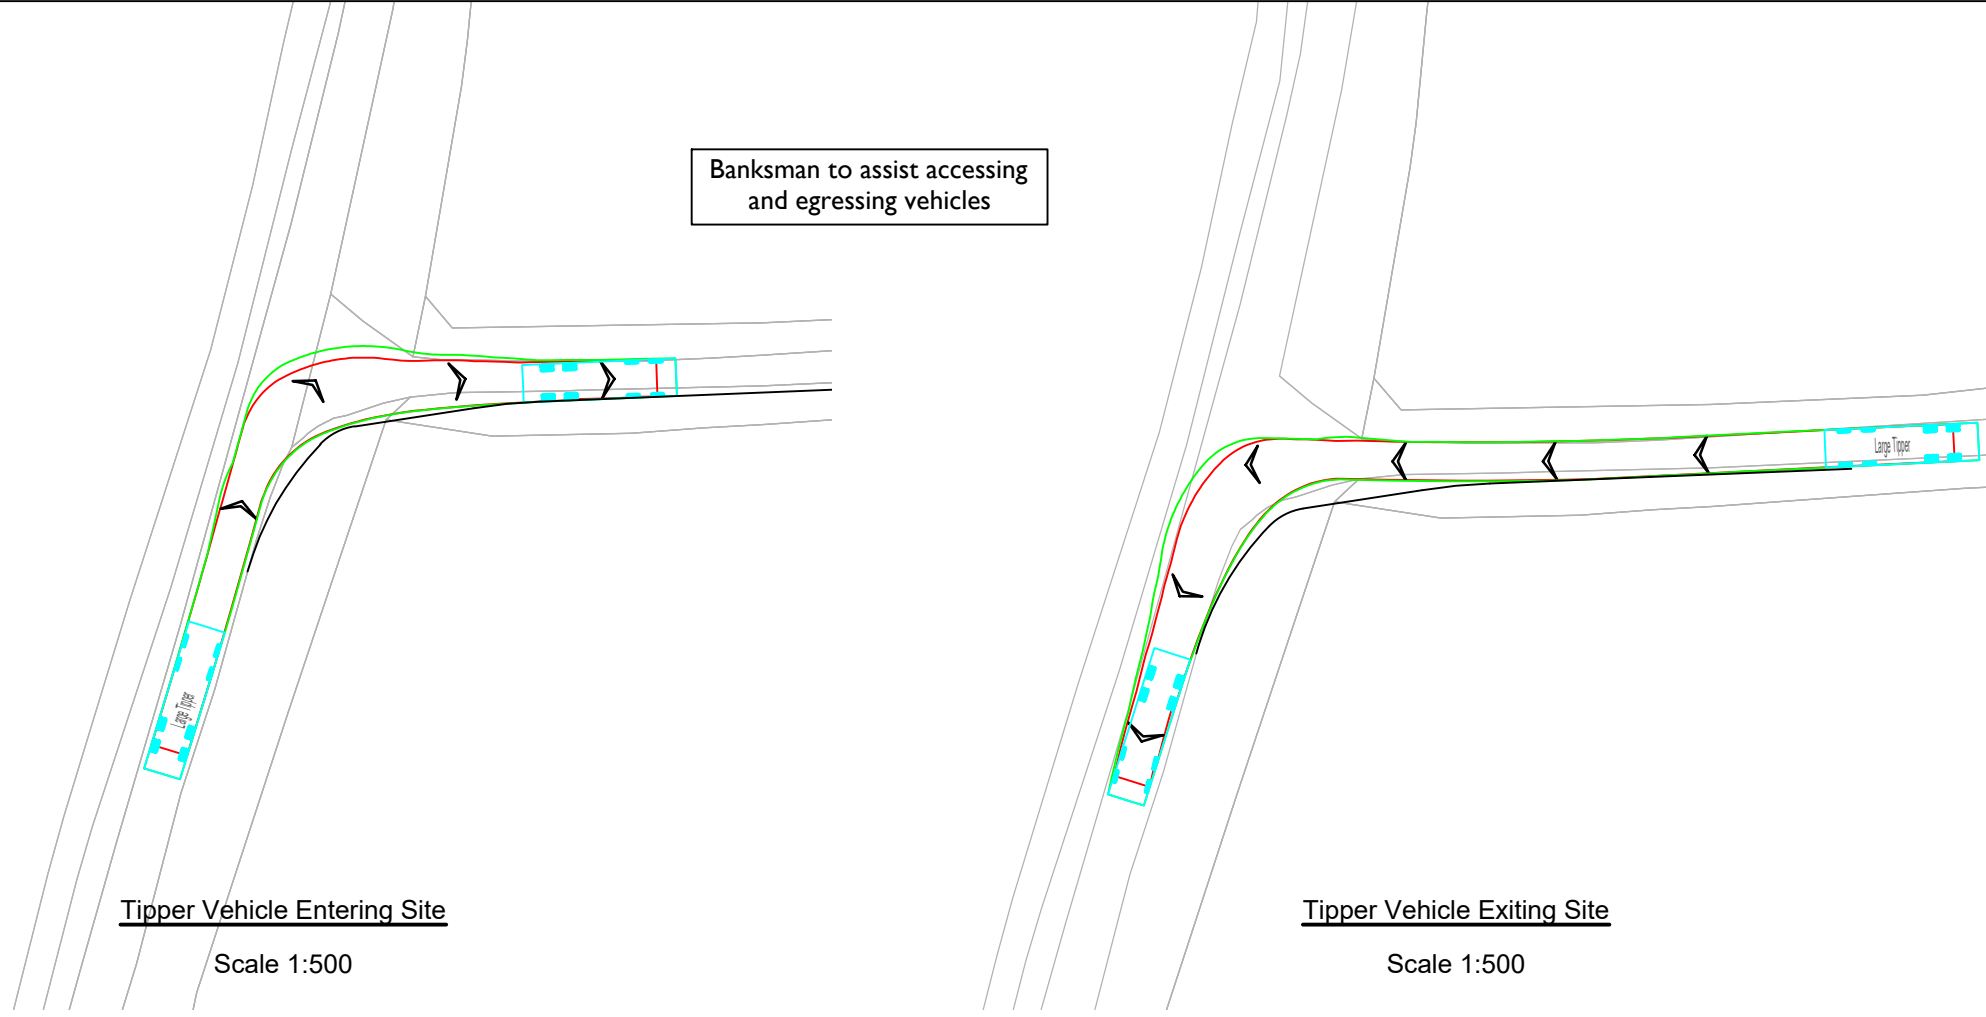 Banksman to assist accessing
and egressing vehicles
Large Tipper
Large Tipper
Tipper Vehicle Entering Site
Scale 1:500
Tipper Vehicle Exiting Site
Scale 1:500